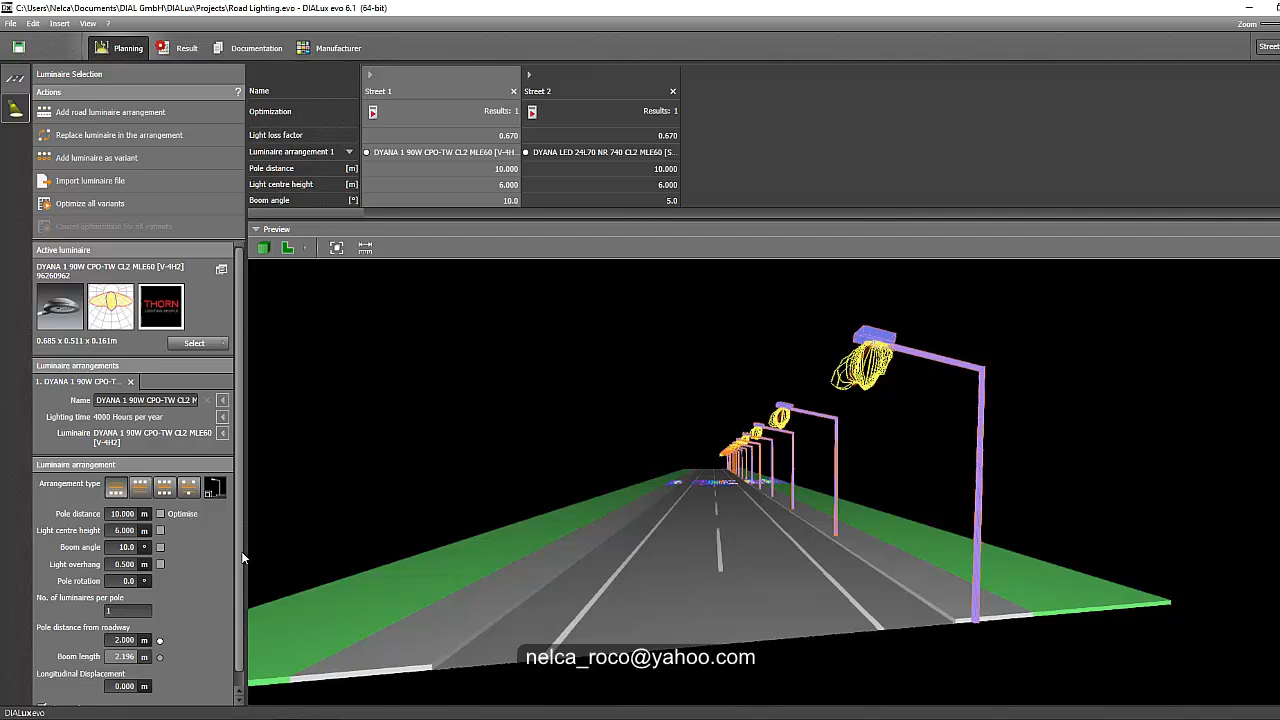 C:\Users\Nelca\Documents\DIAL GmbH\DIALux\Projects\Road Lighting.evo - DIALux evo 6.1 (64-bit)
File Edit Insert View ?
Zoom
Planning Result Documentation Manufacturer
Street
Luminaire Selection
Actions ?
Add road luminaire arrangement
Replace luminaire in the arrangement
Add luminaire as variant
Import luminaire file
Optimize all variants
Cancel optimization for all variants
Name Street 1 Street 2
Optimization Results: 1 Results: 1
Light loss factor 0.670 0.670
Luminaire arrangement 1 DYANA 1 90W CPO-TW CL2 MLE60 [V-4H... DYANA LED 24L70 NR 740 CL2 MLE60 [S...
Pole distance [m] 10.000 10.000
Light centre height [m] 6.000 6.000
Boom angle [°] 10.0 5.0
Preview
Active luminaire
DYANA 1 90W CPO-TW CL2 MLE60 [V-4H2]
96260962
THORN
LIGHTING PEOPLE
0.685 x 0.511 x 0.161m
Select
Luminaire arrangements
1. DYANA 1 90W CPO-T...
Name DYANA 1 90W CPO-TW CL2 M
Lighting time 4000 Hours per year
Luminaire DYANA 1 90W CPO-TW CL2 MLE60
[V-4H2]
Luminaire arrangement
Arrangement type
Pole distance 10.000 m Optimise
Light centre height 6.000 m
Boom angle 10.0 °
Light overhang 0.500 m
Pole rotation 0.0 °
No. of luminaires per pole
1
Pole distance from roadway
2.000 m
Boom length 2.196 m
Longitudinal Displacement
0.000 m
nelca_roco@yahoo.com
DIALux evo